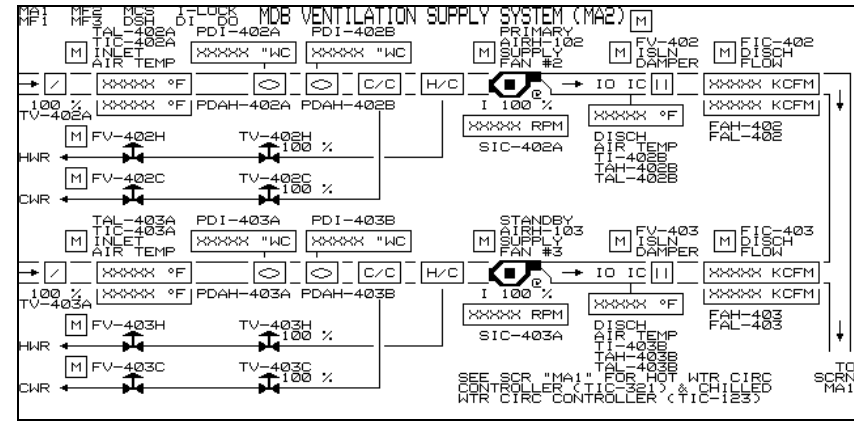 MA1 MF2 MCS I-LOCK MDB VENTILATION SUPPLY SYSTEM (MA2) M
MF1 MF3 DSH DI DO
TAL-402A PDI-402A PDI-402B PRIMARY
TIC-402A AIRH-102 FV-402 FIC-402
M INLET XXXXX "WC XXXXX "WC M SUPPLY M ISLN M DISCH
AIR TEMP FAN #2 DAMPER FLOW
XXXXX °F C/C H/C IO IC XXXXX KCFM
100 % XXXXX °F PDAH-402A PDAH-402B I 100 % XXXXX °F XXXXX KCFM
TV-402A
XXXXX RPM FAH-402
M FV-402H TV-402H SIC-402A DISCH FAL-402
100 % AIR TEMP
HWR TI-402B
TAH-402B
M FV-402C TV-402C TAL-402B
100 %
CWR
TAL-403A PDI-403A PDI-403B STANDBY
TIC-403A AIRH-103 FV-403 FIC-403
M INLET XXXXX "WC XXXXX "WC M SUPPLY M ISLN M DISCH
AIR TEMP FAN #3 DAMPER FLOW
XXXXX °F C/C H/C IO IC XXXXX KCFM
100 % XXXXX °F PDAH-403A PDAH-403B I 100 % XXXXX °F XXXXX KCFM
TV-403A
XXXXX RPM FAH-403
M FV-403H TV-403H SIC-403A DISCH FAL-403
100 % AIR TEMP
HWR TI-403B
TAH-403B
M FV-403C TV-403C TAL-403B TO
100 % SEE SCR "MA1" FOR HOT WTR CIRC SCRN
CWR CONTROLLER (TIC-321) & CHILLED MA1
WTR CIRC CONTROLLER (TIC-123)